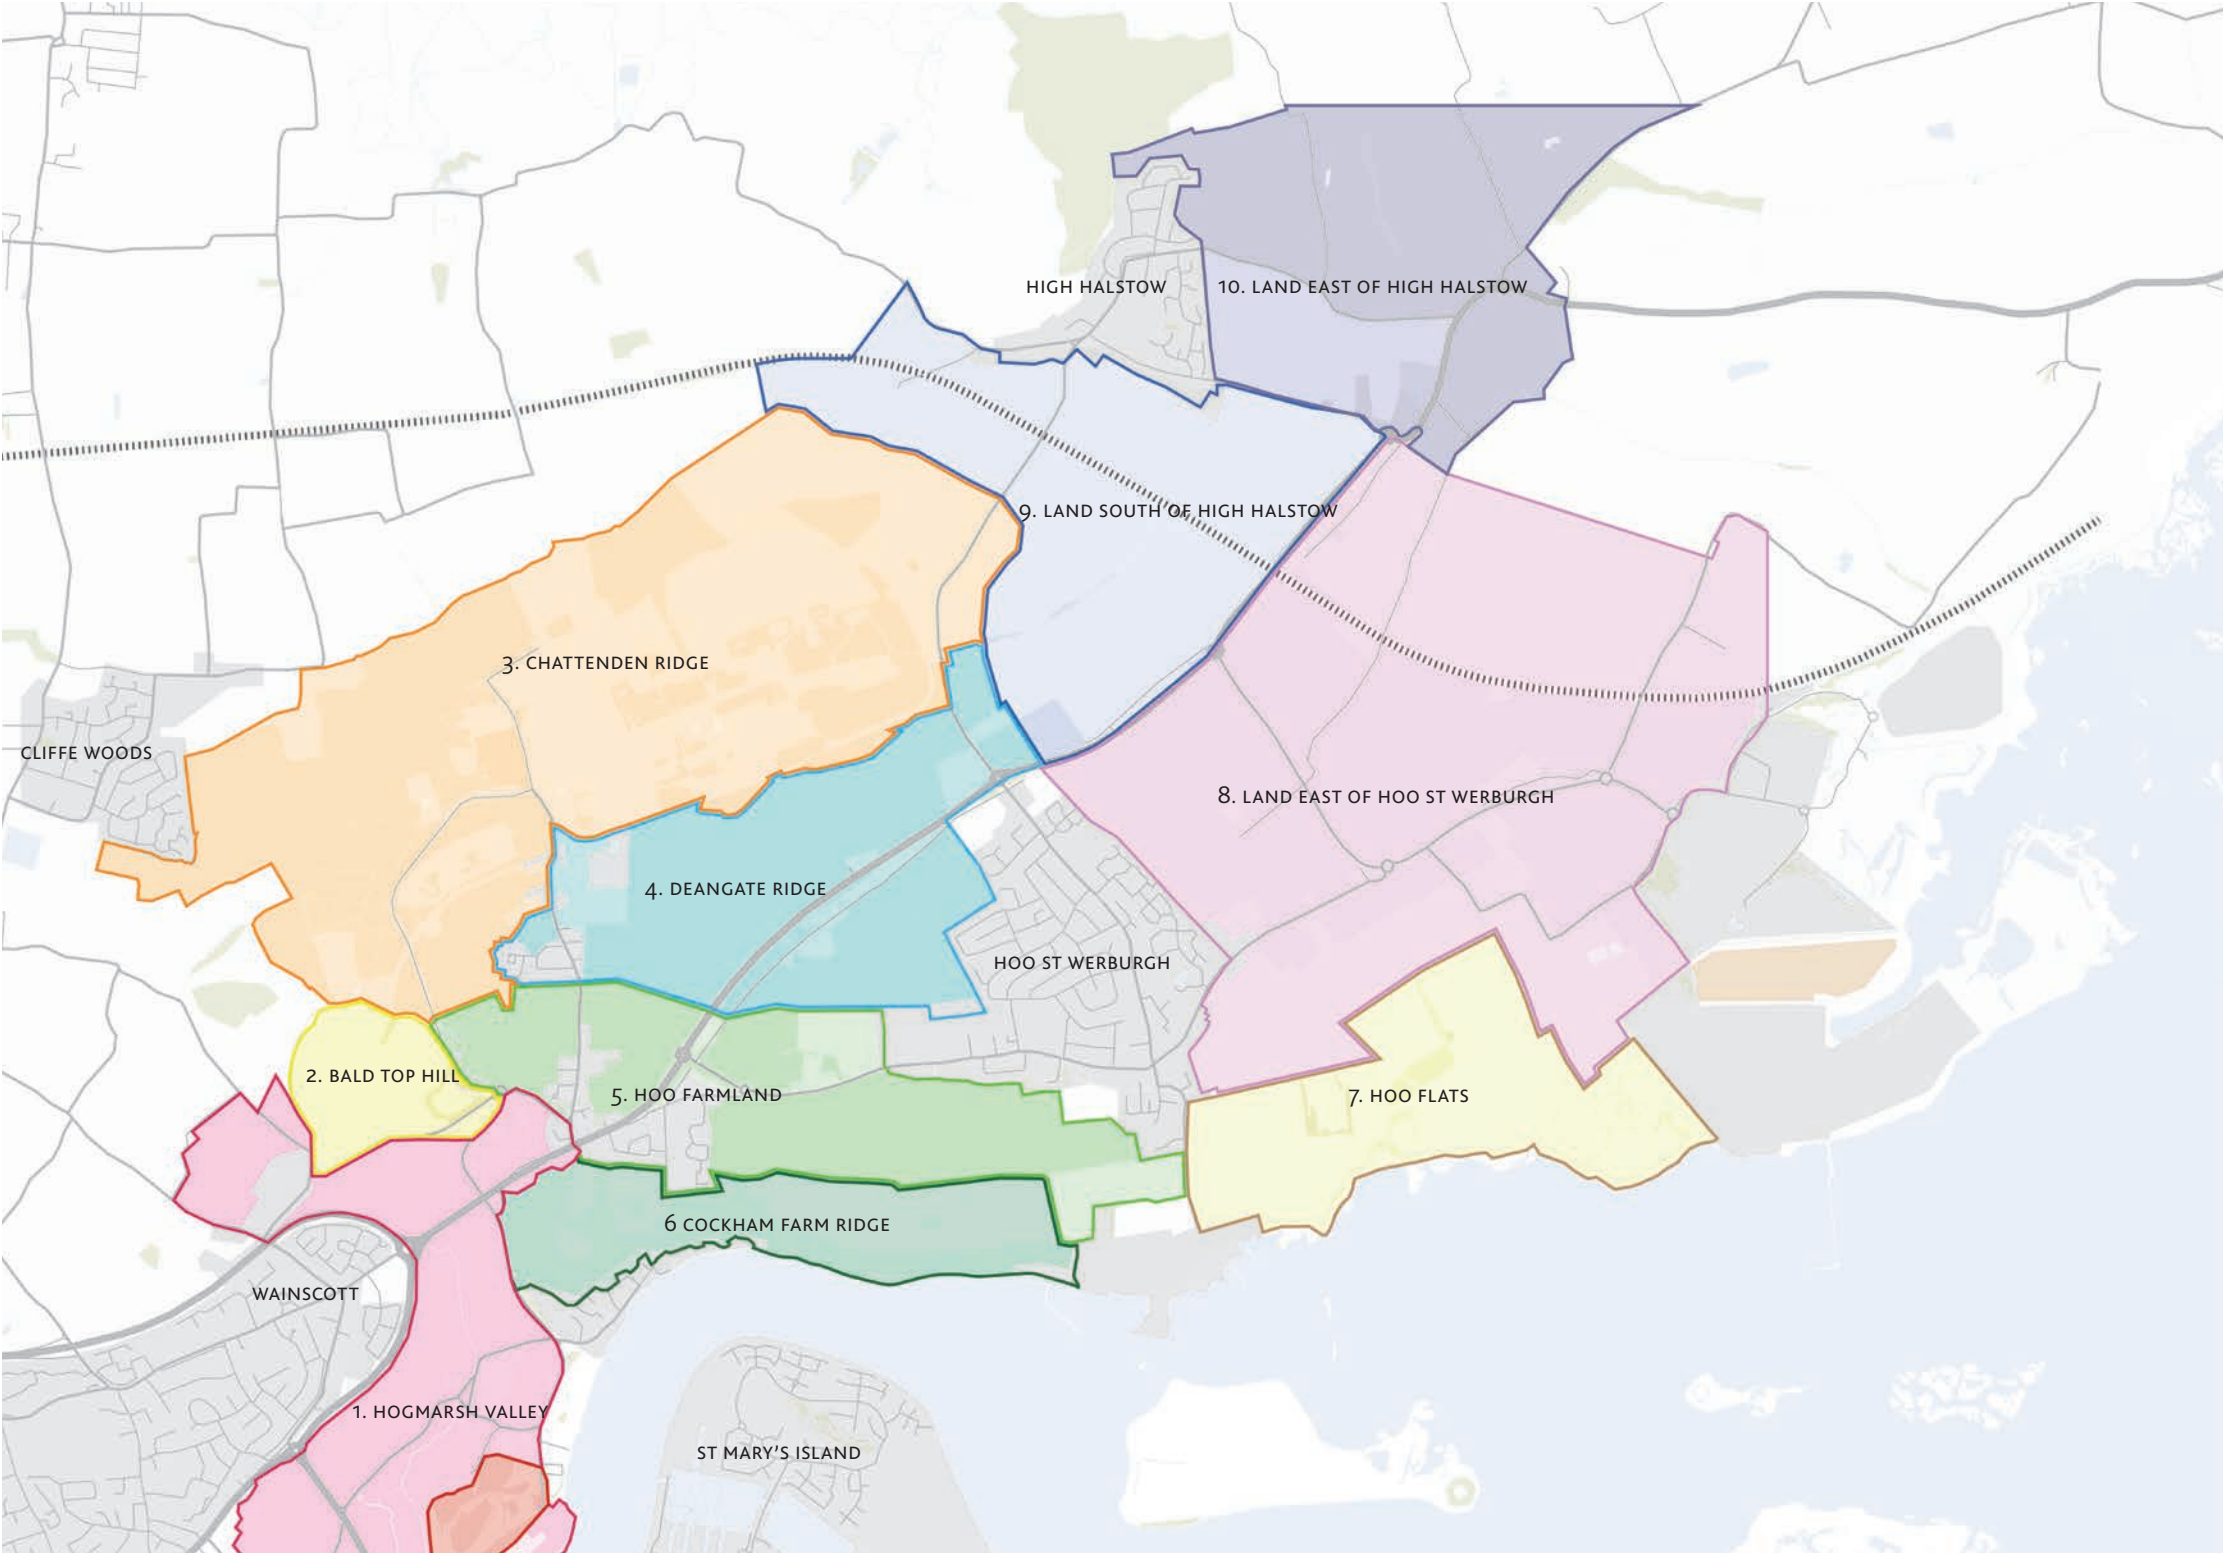 HIGH HALSTOW
10. LAND EAST OF HIGH HALSTOW
9. LAND SOUTH OF HIGH HALSTOW
3. CHATTENDEN RIDGE
CLIFFE WOODS
8. LAND EAST OF HOO ST WERBURGH
4. DEANGATE RIDGE
HOO ST WERBURGH
2. BALD TOP HILL
5. HOO FARMLAND
7. HOO FLATS
6 COCKHAM FARM RIDGE
WAINSCOTT
1. HOGMARSH VALLEY
ST MARY'S ISLAND